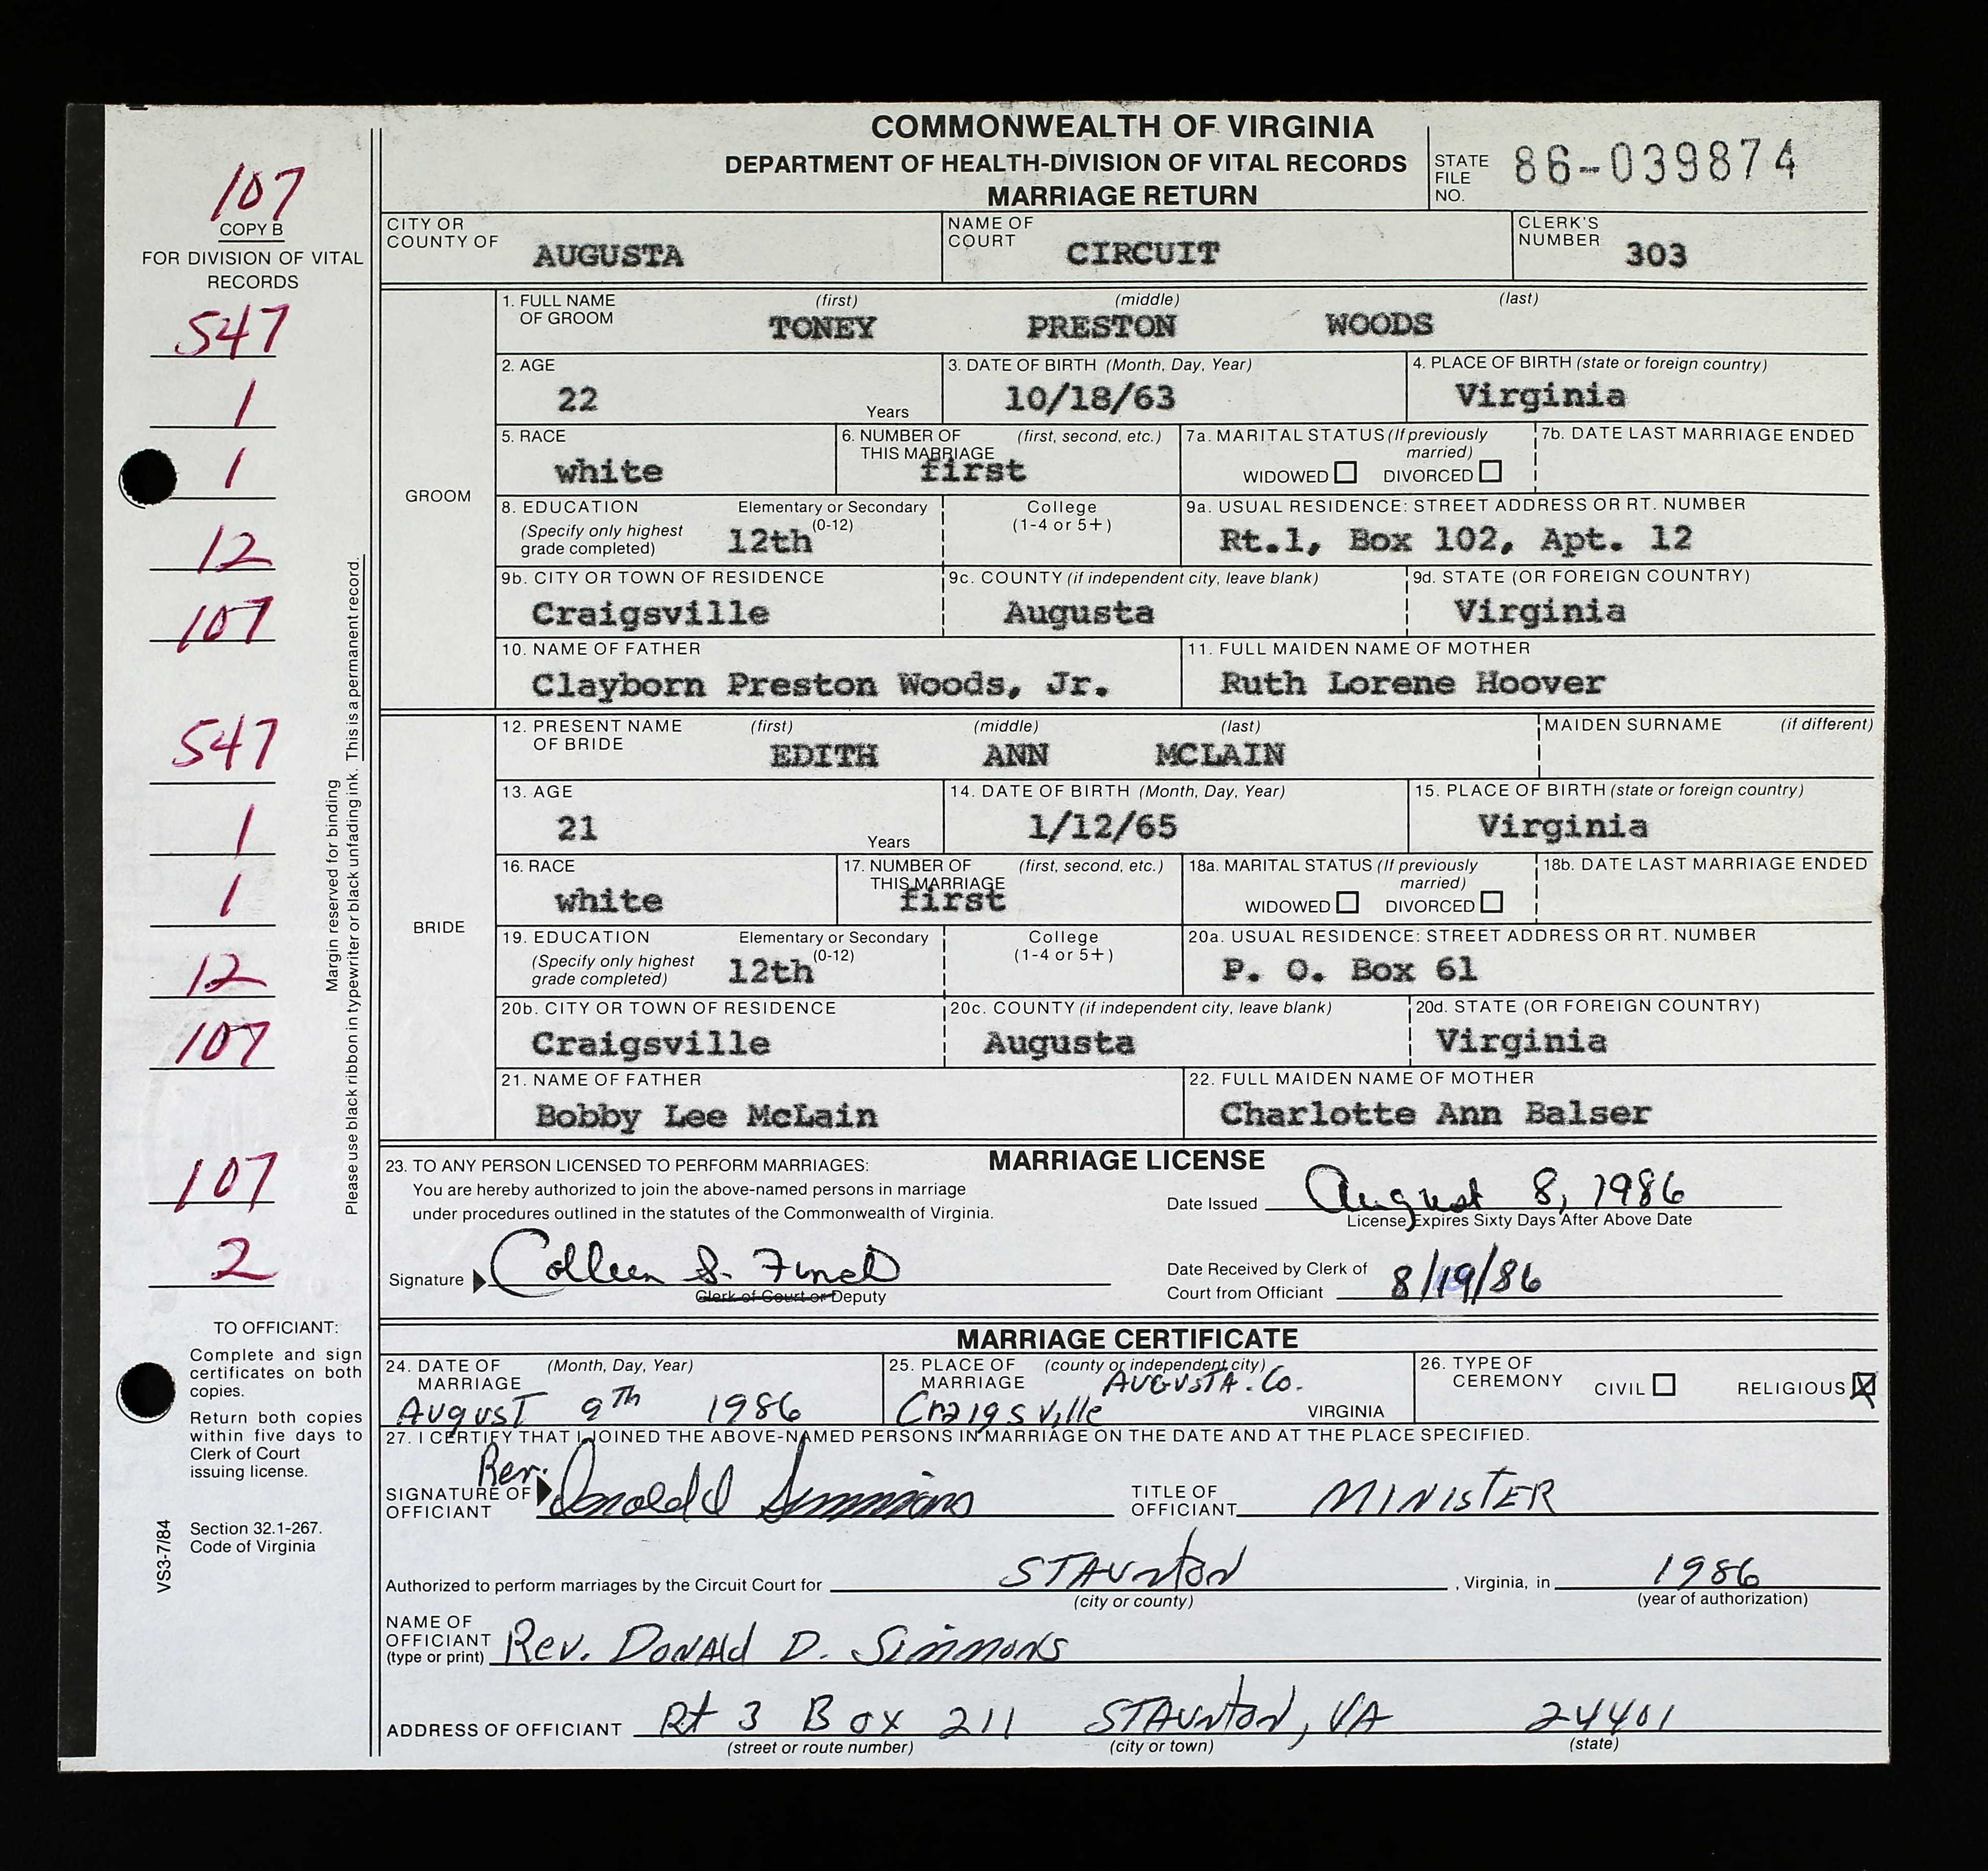 COMMONWEALTH OF VIRGINIA
DEPARTMENT OF HEALTH-DIVISION OF VITAL RECORDS
MARRIAGE RETURN
STATE FILE NO. 86-039874
107
COPY B
FOR DIVISION OF VITAL
RECORDS
547
1
1
12
107
547
1
1
12
107
107
2
Margin reserved for binding
Please use black ribbon in typewriter or black unfading ink. This is a permanent record.
TO OFFICIANT:
Complete and sign
certificates on both
copies.
Return both copies
within five days to
Clerk of Court
issuing license.
Section 32.1-267.
Code of Virginia
VS3-7/84
CITY OR COUNTY OF AUGUSTA NAME OF COURT CIRCUIT CLERK'S NUMBER 303
GROOM
1. FULL NAME OF GROOM (first) TONEY (middle) PRESTON (last) WOODS
2. AGE 22 Years 3. DATE OF BIRTH (Month, Day, Year) 10/18/63 4. PLACE OF BIRTH (state or foreign country) Virginia
5. RACE white 6. NUMBER OF THIS MARRIAGE (first, second, etc.) first 7a. MARITAL STATUS (If previously married) WIDOWED DIVORCED 7b. DATE LAST MARRIAGE ENDED
8. EDUCATION (Specify only highest grade completed) Elementary or Secondary (0-12) 12th College (1-4 or 5+) 9a. USUAL RESIDENCE: STREET ADDRESS OR RT. NUMBER Rt.1, Box 102, Apt. 12
9b. CITY OR TOWN OF RESIDENCE Craigsville 9c. COUNTY (if independent city, leave blank) Augusta 9d. STATE (OR FOREIGN COUNTRY) Virginia
10. NAME OF FATHER Clayborn Preston Woods, Jr. 11. FULL MAIDEN NAME OF MOTHER Ruth Lorene Hoover
BRIDE
12. PRESENT NAME OF BRIDE (first) EDITH (middle) ANN (last) MCLAIN MAIDEN SURNAME (if different)
13. AGE 21 Years 14. DATE OF BIRTH (Month, Day, Year) 1/12/65 15. PLACE OF BIRTH (state or foreign country) Virginia
16. RACE white 17. NUMBER OF THIS MARRIAGE (first, second, etc.) first 18a. MARITAL STATUS (If previously married) WIDOWED DIVORCED 18b. DATE LAST MARRIAGE ENDED
19. EDUCATION (Specify only highest grade completed) Elementary or Secondary (0-12) 12th College (1-4 or 5+) 20a. USUAL RESIDENCE: STREET ADDRESS OR RT. NUMBER P. O. Box 61
20b. CITY OR TOWN OF RESIDENCE Craigsville 20c. COUNTY (if independent city, leave blank) Augusta 20d. STATE (OR FOREIGN COUNTRY) Virginia
21. NAME OF FATHER Bobby Lee McLain 22. FULL MAIDEN NAME OF MOTHER Charlotte Ann Balser
MARRIAGE LICENSE
23. TO ANY PERSON LICENSED TO PERFORM MARRIAGES:
You are hereby authorized to join the above-named persons in marriage
under procedures outlined in the statutes of the Commonwealth of Virginia.
Date Issued August 8, 1986
License Expires Sixty Days After Above Date
Signature Colleen S. Finch
Clerk of Court or Deputy
Date Received by Clerk of
Court from Officiant 8/19/86
MARRIAGE CERTIFICATE
24. DATE OF MARRIAGE (Month, Day, Year) August 9th 1986 25. PLACE OF MARRIAGE (county or independent city) Augusta. Co. Craigsville VIRGINIA 26. TYPE OF CEREMONY CIVIL RELIGIOUS X
27. I CERTIFY THAT I JOINED THE ABOVE-NAMED PERSONS IN MARRIAGE ON THE DATE AND AT THE PLACE SPECIFIED.
SIGNATURE OF OFFICIANT Rev. Donald D Simmons TITLE OF OFFICIANT MINISTER
Authorized to perform marriages by the Circuit Court for STAUNTON, Virginia, in 1986
(city or county) (year of authorization)
NAME OF OFFICIANT (type or print) Rev. Donald D. Simmons
ADDRESS OF OFFICIANT Rt 3 Box 211 STAUNTON, VA 24401
(street or route number) (city or town) (state)